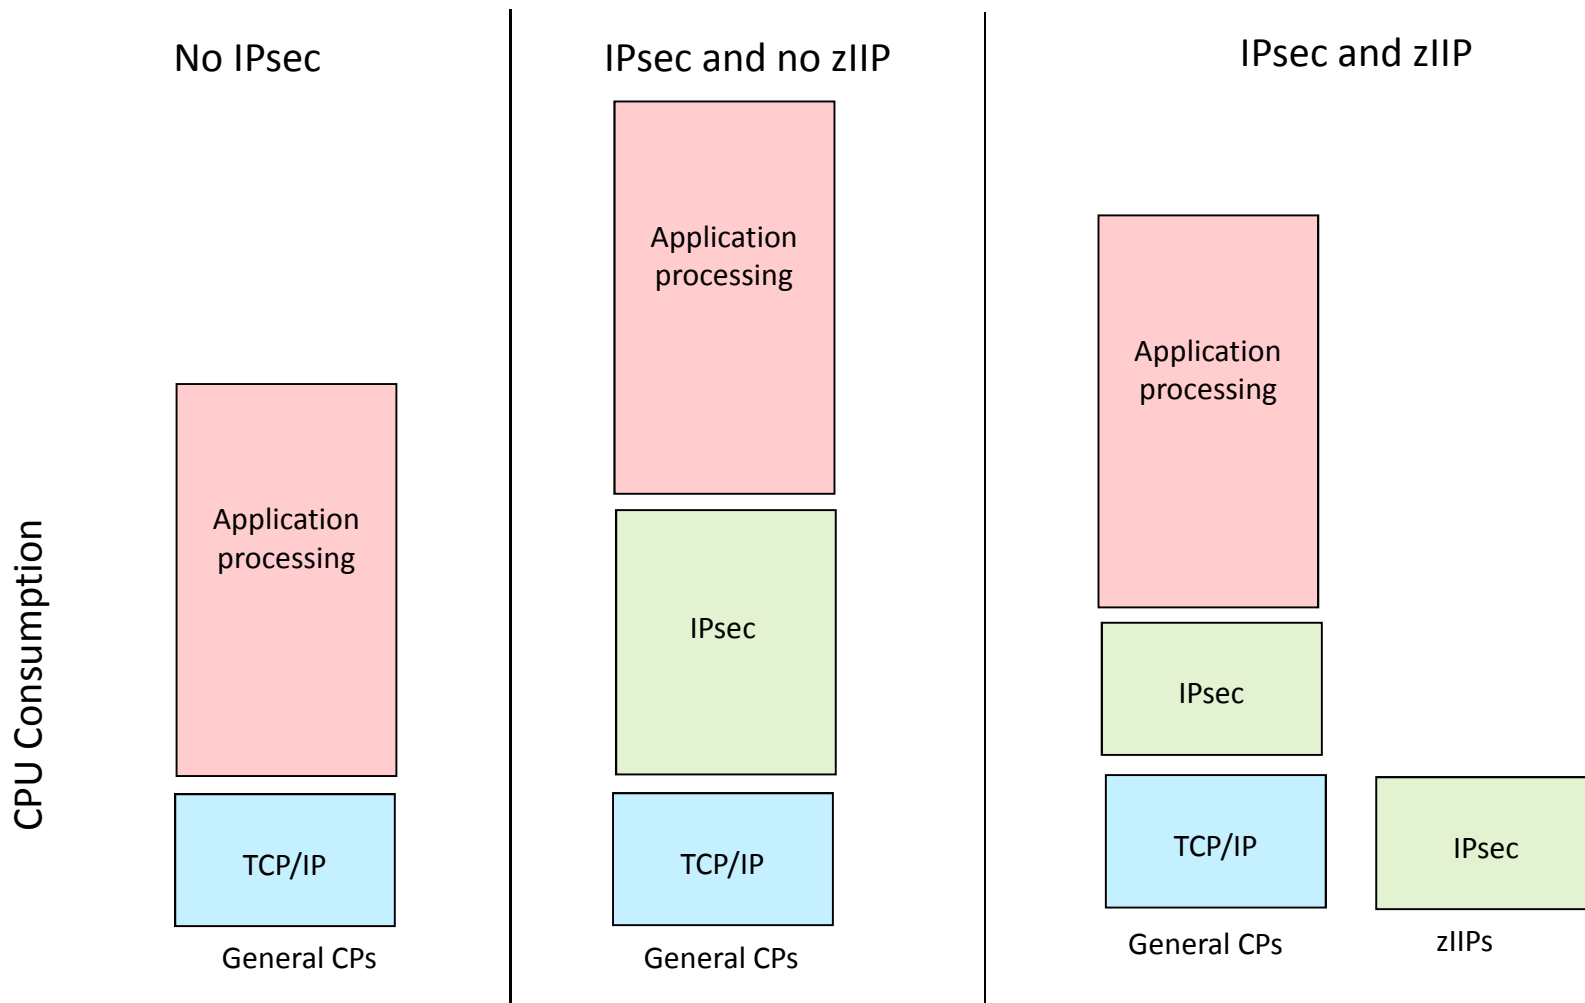 No IPsec
IPsec and no zIIP
IPsec and zIIP
CPU Consumption
Application
processing
TCP/IP
General CPs
Application
processing
IPsec
TCP/IP
General CPs
Application
processing
IPsec
TCP/IP
General CPs
IPsec
zIIPs